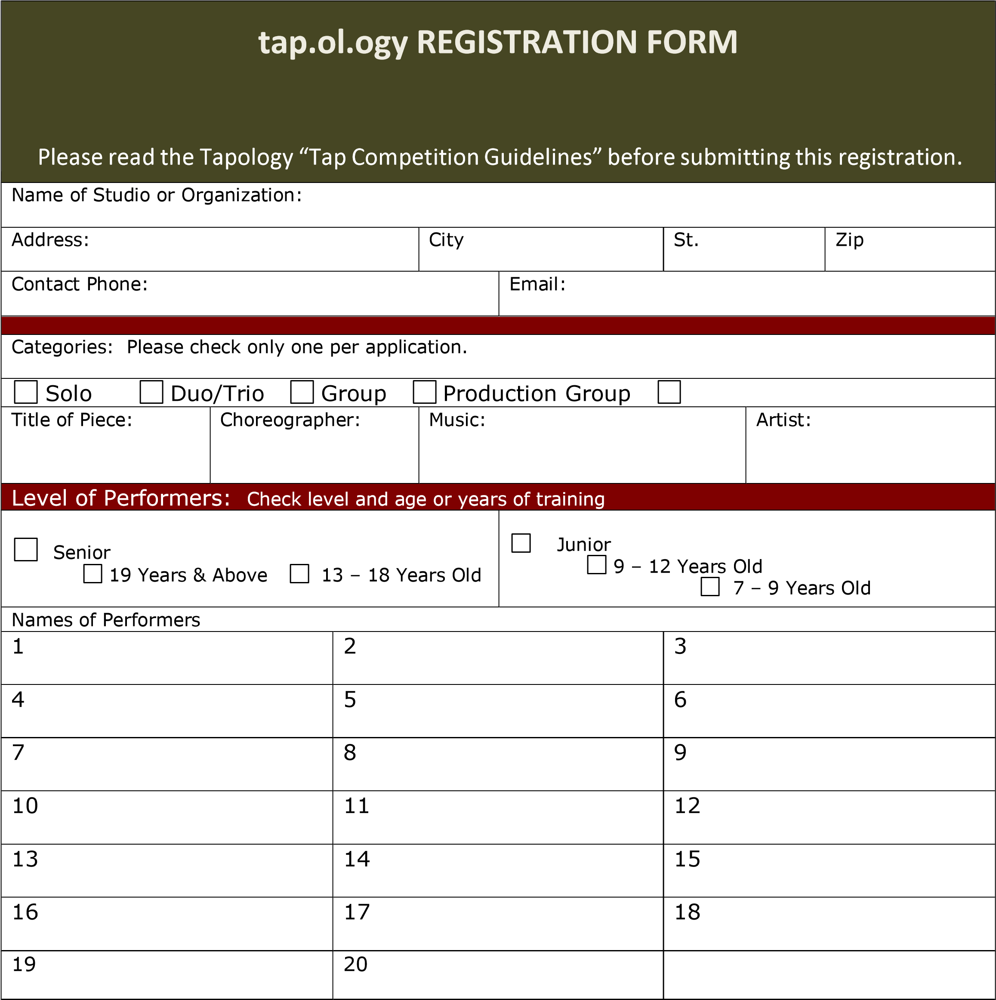 tap.ol.ogy REGISTRATION FORM
Please read the Tapology “Tap Competition Guidelines” before submitting this registration.
Name of Studio or Organization:
Address: City St. Zip
Contact Phone: Email:
Categories: Please check only one per application.
Solo Duo/Trio Group Production Group
Title of Piece: Choreographer: Music: Artist:
Level of Performers: Check level and age or years of training
Senior
19 Years & Above 13 – 18 Years Old
Junior
9 – 12 Years Old
7 – 9 Years Old
Names of Performers
1 2 3
4 5 6
7 8 9
10 11 12
13 14 15
16 17 18
19 20